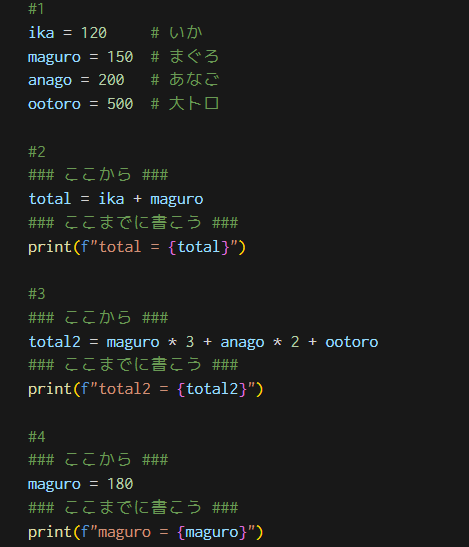 #1
ika = 120     # いか
maguro = 150  # まぐろ
anago = 200   # あなご
ootoro = 500  # 大トロ
#2
### ここから ###
total = ika + maguro
### ここまでに書こう ###
print(f"total = {total}")
#3
### ここから ###
total2 = maguro * 3 + anago * 2 + ootoro
### ここまでに書こう ###
print(f"total2 = {total2}")
#4
### ここから ###
maguro = 180
### ここまでに書こう ###
print(f"maguro = {maguro}")